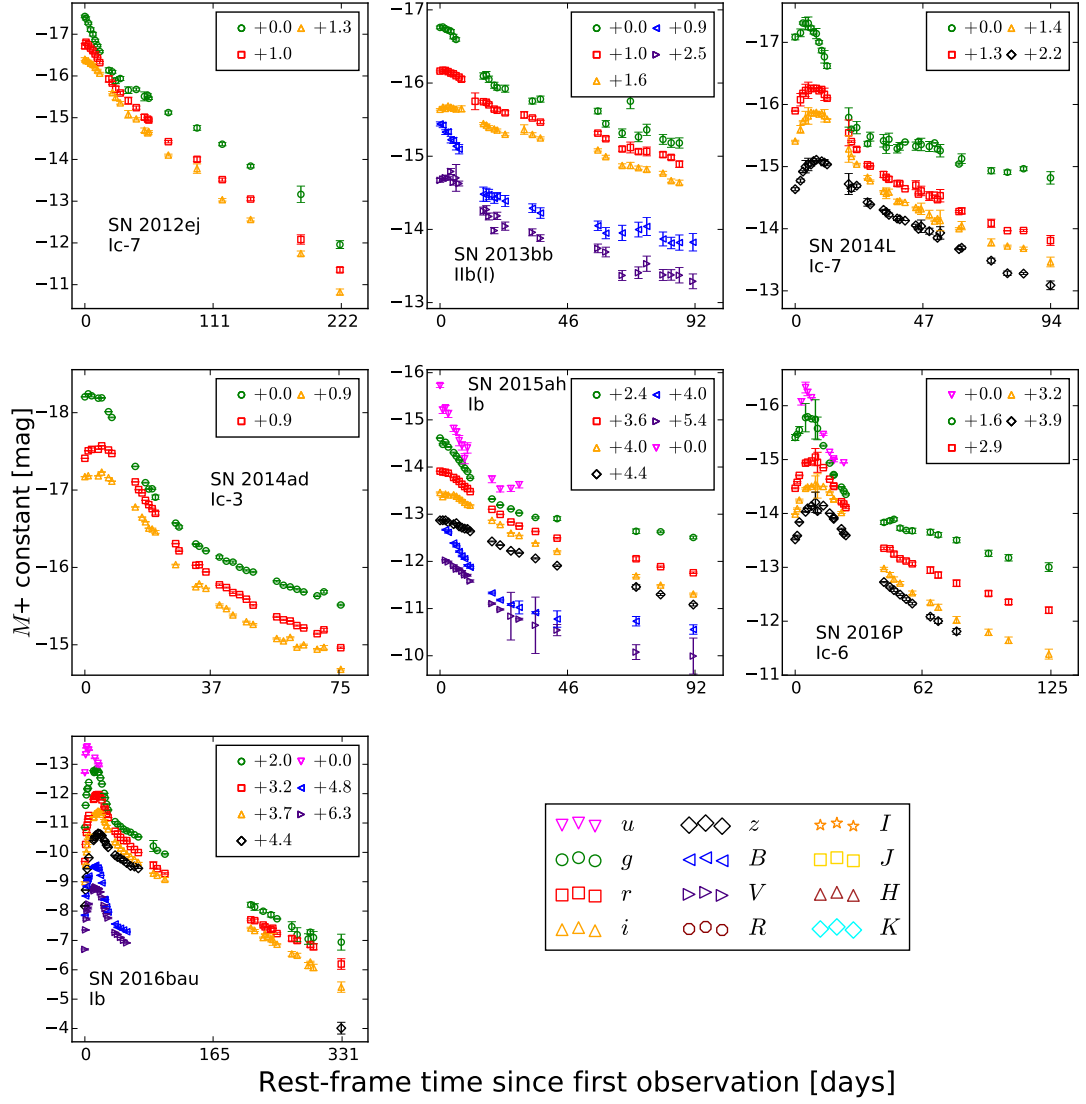 −17
−16
−15
−14
−13
−12
−11
+0.0 +1.3
+1.0
SN 2012ej
Ic-7
0 111 222
−17
−16
−15
−14
−13
+0.0 +0.9
+1.0 +2.5
+1.6
SN 2013bb
IIb(I)
0 46 92
−17
−16
−15
−14
−13
+0.0 +1.4
+1.3 +2.2
SN 2014L
Ic-7
0 47 94
M+ constant [mag]
−18
−17
−16
−15
+0.0 +0.9
+0.9
SN 2014ad
Ic-3
0 37 75
−16
−15
−14
−13
−12
−11
−10
SN 2015ah
Ib
+2.4 +4.0
+3.6 +5.4
+4.0 +0.0
+4.4
0 46 92
−16
−15
−14
−13
−12
−11
+0.0 +3.2
+1.6 +3.9
+2.9
SN 2016P
Ic-6
0 62 125
−13
−12
−11
−10
−9
−8
−7
−6
−5
−4
+2.0 +0.0
+3.2 +4.8
+3.7 +6.3
+4.4
SN 2016bau
Ib
0 165 331
u z I
g B J
r V H
i R K
Rest-frame time since first observation [days]